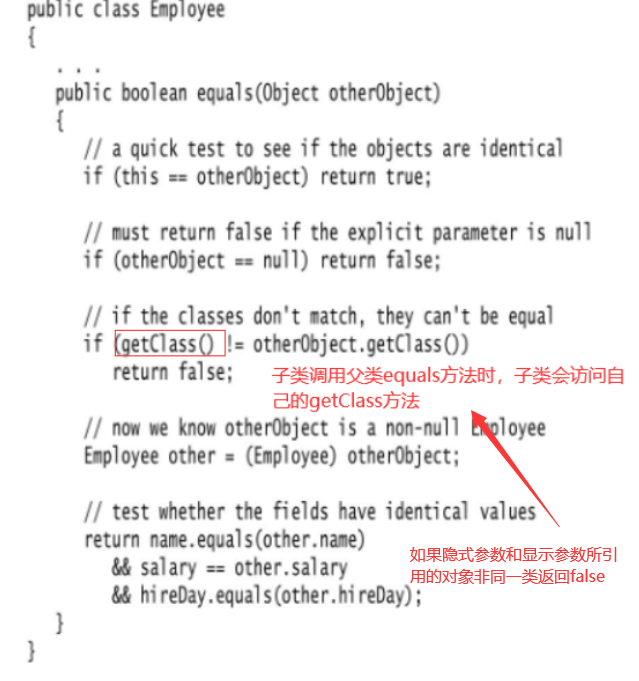 public class Employee
{
. . .
public boolean equals(Object otherObject)
{
// a quick test to see if the objects are identical
if (this == otherObject) return true;
// must return false if the explicit parameter is null
if (otherObject == null) return false;
// if the classes don't match, they can't be equal
if (getClass() != otherObject.getClass())
return false;
子类调用父类equals方法时，子类会访问自
己的getClass方法
// now we know otherObject is a non-null Employee
Employee other = (Employee) otherObject;
// test whether the fields have identical values
return name.equals(other.name)
&& salary == other.salary
&& hireDay.equals(other.hireDay);
如果隐式参数和显示参数所引
用的对象非同一类返回false
}
}